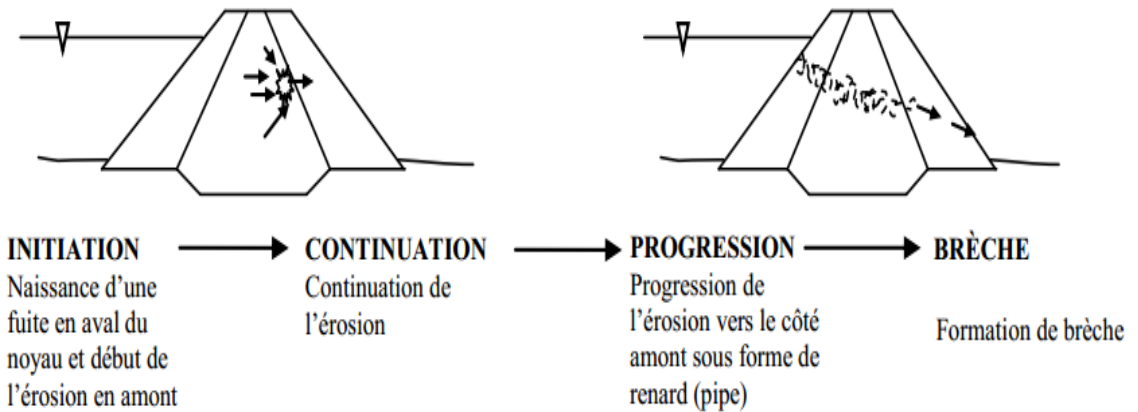 INITIATION
Naissance d'une
fuite en aval du
noyau et début de
l'érosion en amont
CONTINUATION
Continuation de
l'érosion
PROGRESSION
Progression de
l'érosion vers le côté
amont sous forme de
renard (pipe)
BRÈCHE
Formation de brèche